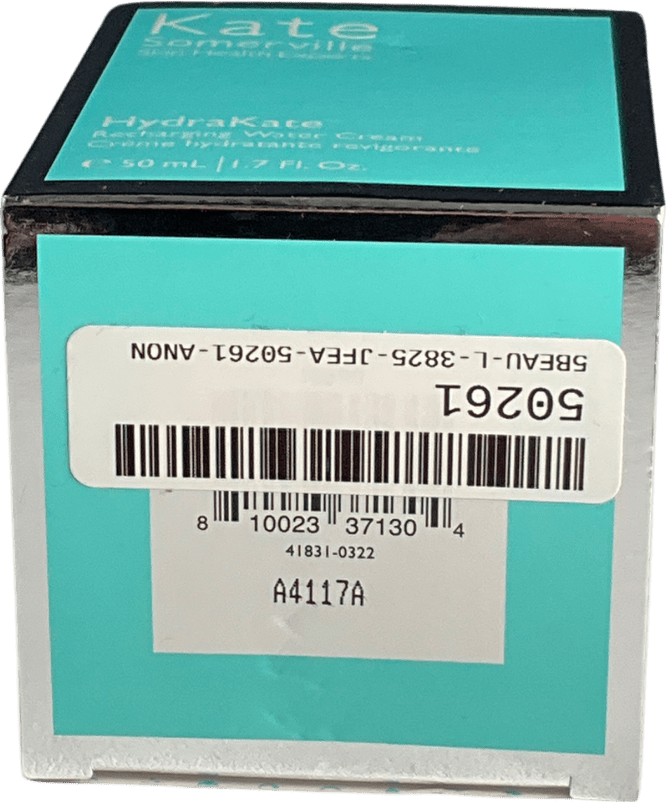 Kate
Somerville
Skin Health Experts
HydraKate
Recharging Water Cream
Crème hydratante revigorante
℮ 50 mL | 1.7 Fl. Oz.
5BEAU-L-3825-JFEA-50261-ANON
50261
8 10023 37130 4
41831-0322
A4117A